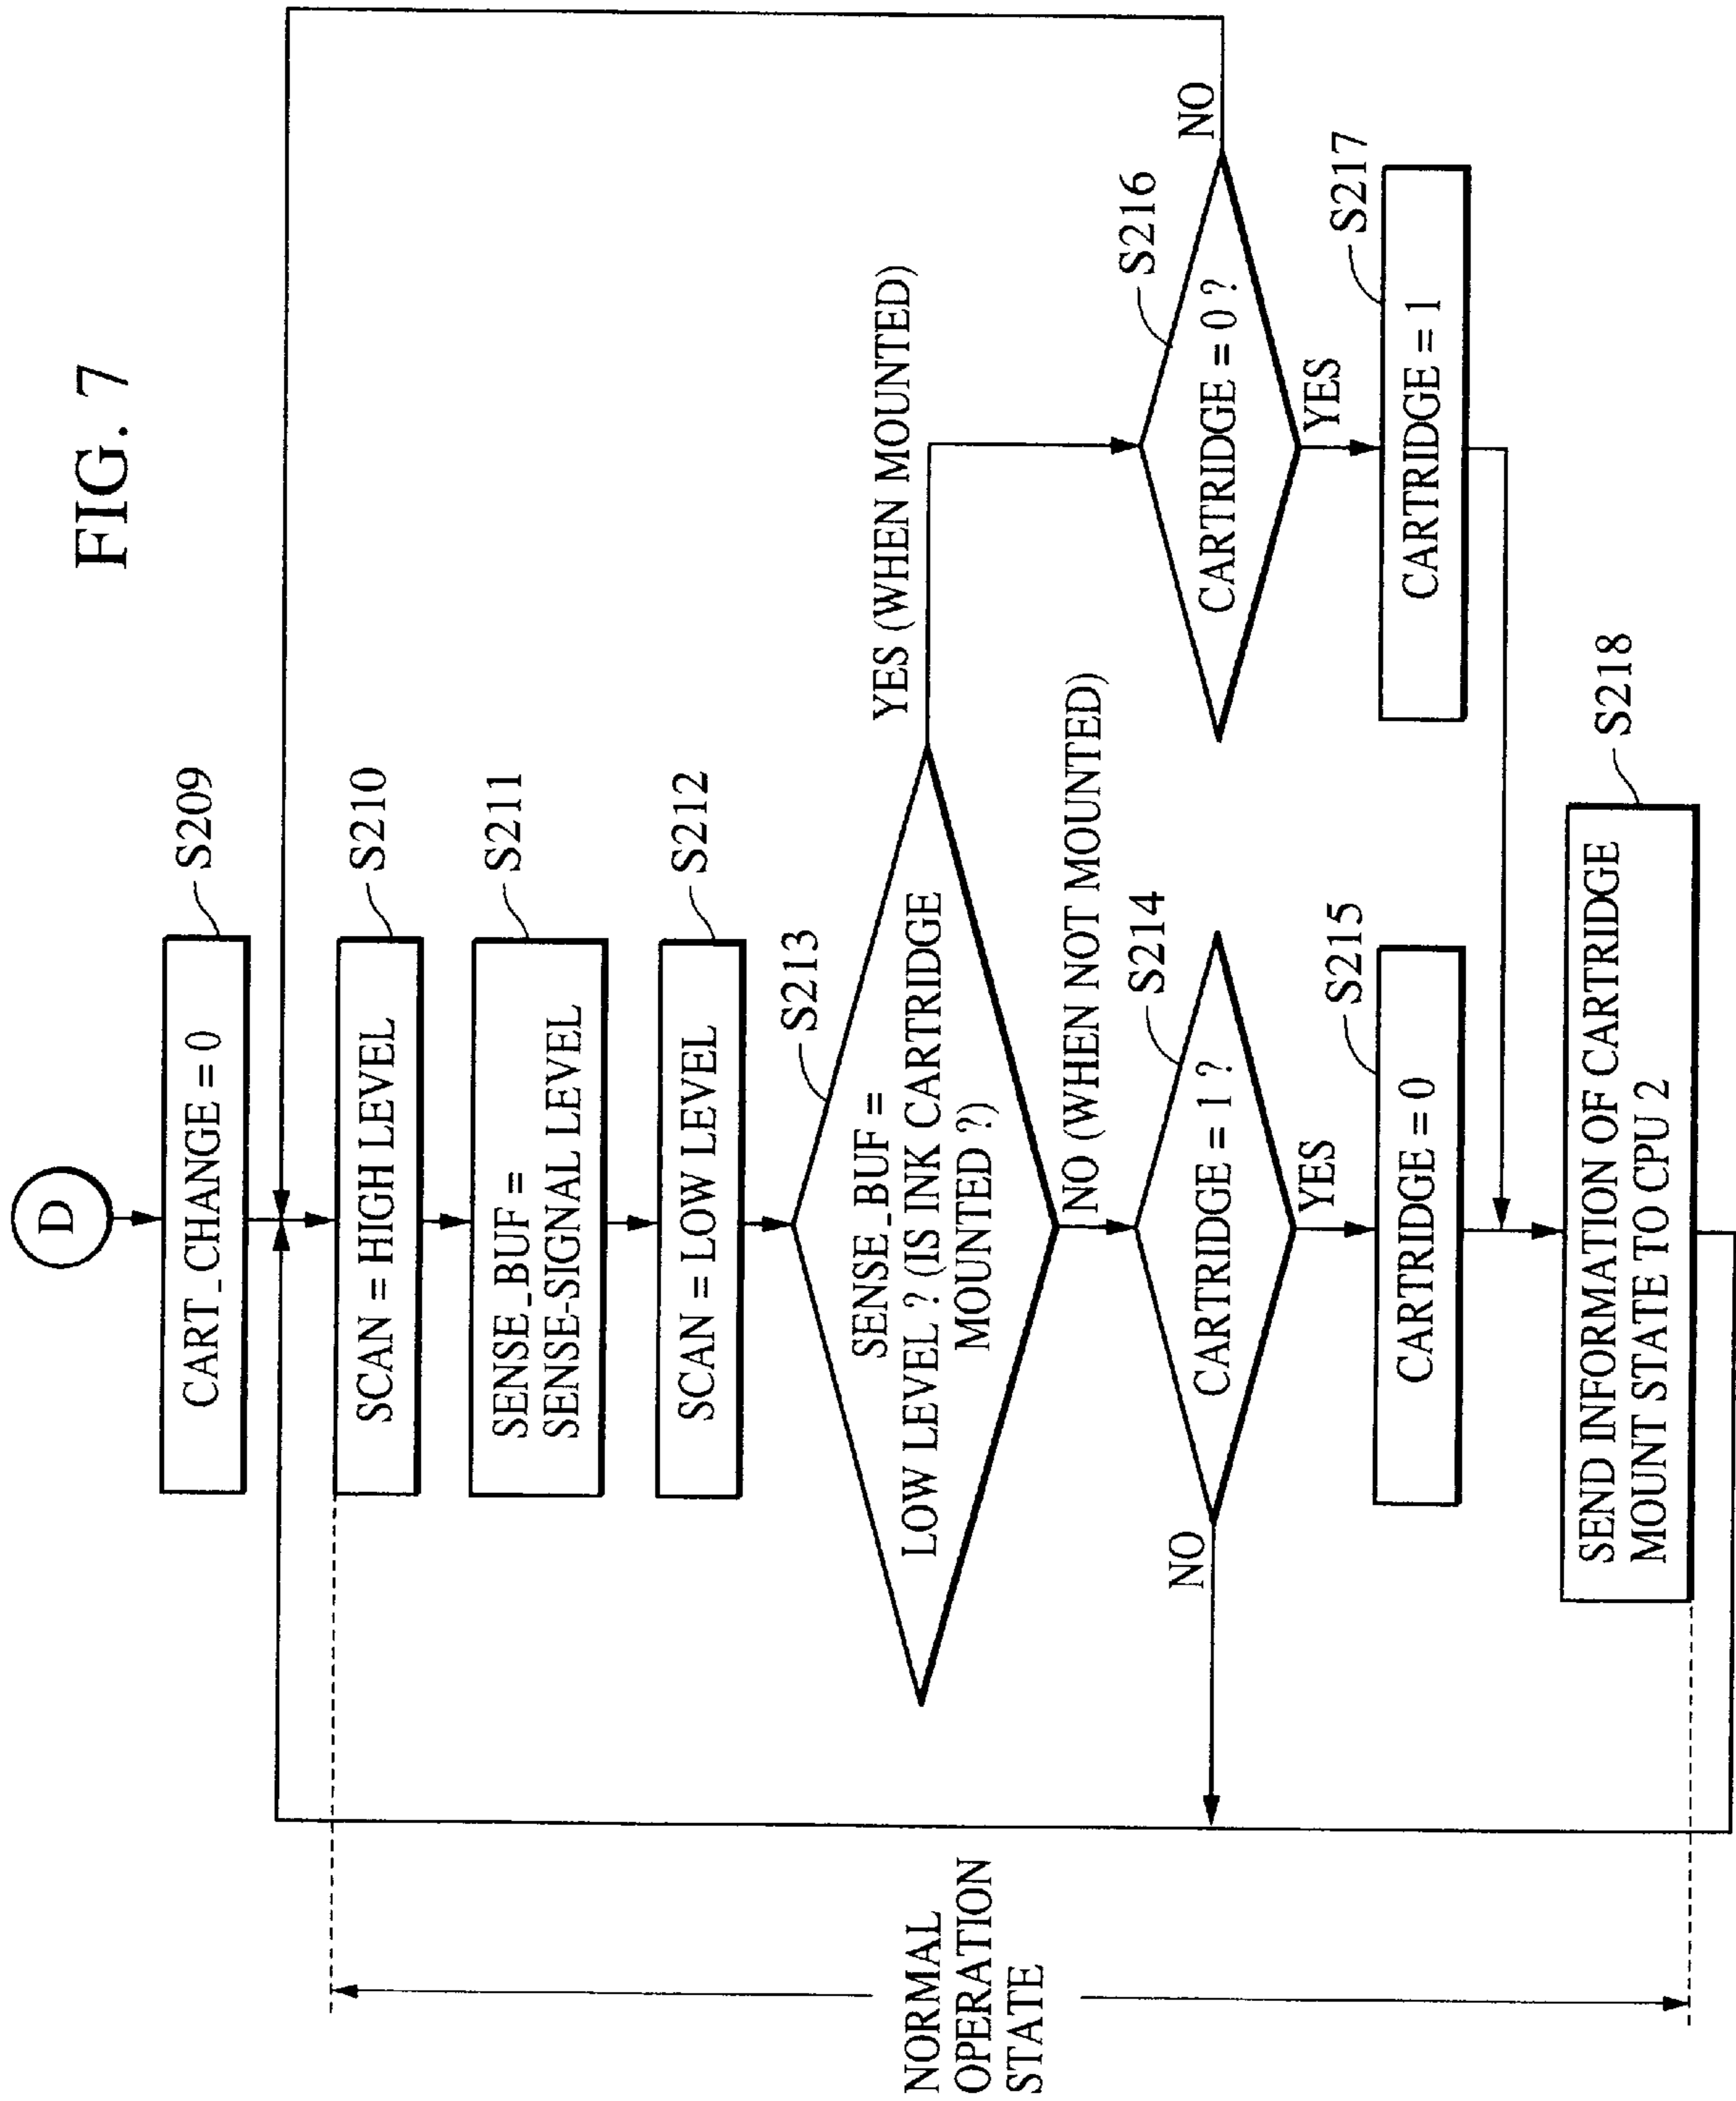 FIG. 7
D
CART_CHANGE = 0
S209
SCAN = HIGH LEVEL
S210
SENSE_BUF =
SENSE-SIGNAL LEVEL
S211
SCAN = LOW LEVEL
S212
SENSE_BUF =
LOW LEVEL ? (IS INK CARTRIDGE
MOUNTED ?)
S213
YES (WHEN MOUNTED)
NO (WHEN NOT MOUNTED)
CARTRIDGE = 1 ?
S214
NO
YES
CARTRIDGE = 0
S215
CARTRIDGE = 0 ?
S216
NO
YES
CARTRIDGE = 1
S217
SEND INFORMATION OF CARTRIDGE
MOUNT STATE TO CPU 2
S218
NORMAL
OPERATION
STATE